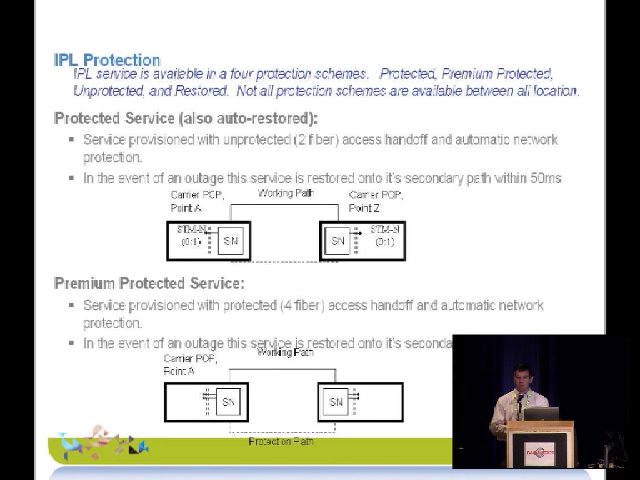 IPL Protection
IPL service is available in a four protection schemes. Protected, Premium Protected,
Unprotected, and Restored. Not all protection schemes are available between all location.
Protected Service (also auto-restored):
Service provisioned with unprotected (2 fiber) access handoff and automatic network
protection.
In the event of an outage this service is restored onto it's secondary path within 50ms
Carrier POP,
Point A
Working Path
Carrier POP,
Point Z
STM-N
(0:1)
SN
SN
STM-N
(0:1)
Premium Protected Service:
Service provisioned with protected (4 fiber) access handoff and automatic network
protection.
In the event of an outage this service is restored onto it's seconda
Working Path
Carrier POP,
Point A
SN
SN
Protection Path